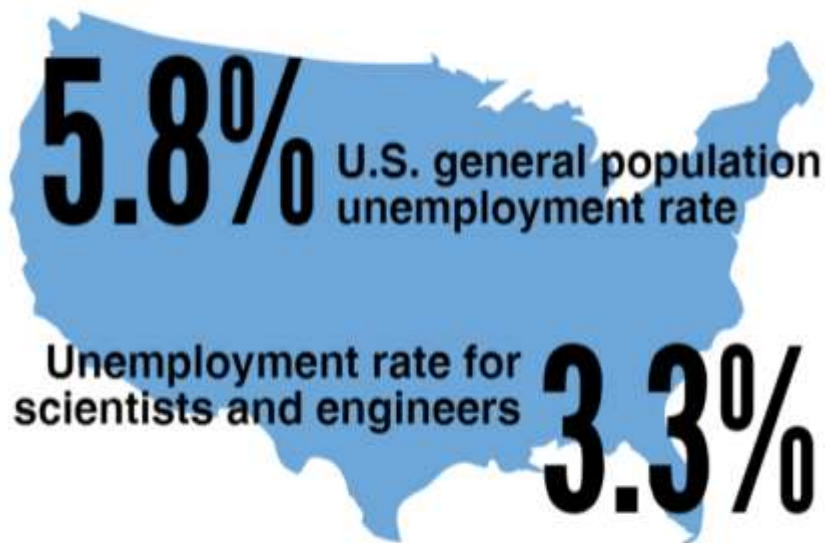 5.8%
U.S. general population
unemployment rate
Unemployment rate for
scientists and engineers
3.3%